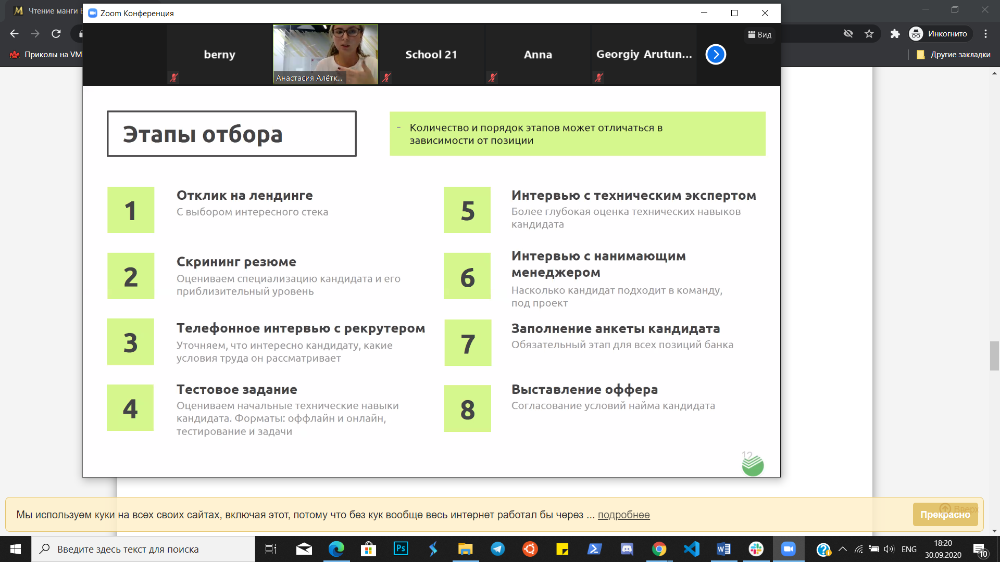 Чтение манги
Zoom Конференция
Инкогнито
Приколы на VM
Другие закладки
berny
Анастасия Алётк...
School 21
Anna
Georgiy Arutun...
Вид
Этапы отбора
- Количество и порядок этапов может отличаться в
зависимости от позиции
1
Отклик на лендинге
С выбором интересного стека
2
Скрининг резюме
Оцениваем специализацию кандидата и его
приблизительный уровень
3
Телефонное интервью с рекрутером
Уточняем, что интересно кандидату, какие
условия труда он рассматривает
4
Тестовое задание
Оцениваем начальные технические навыки
кандидата. Форматы: оффлайн и онлайн,
тестирование и задачи
5
Интервью с техническим экспертом
Более глубокая оценка технических навыков
кандидата
6
Интервью с нанимающим
менеджером
Насколько кандидат подходит в команду,
под проект
7
Заполнение анкеты кандидата
Обязательный этап для всех позиций банка
8
Выставление оффера
Согласование условий найма кандидата
12
Мы используем куки на всех своих сайтах, включая этот, потому что без кук вообще весь интернет работал бы через ... подробнее
Вверх
Прекрасно
Введите здесь текст для поиска
Ps
ENG
18:20
30.09.2020
10